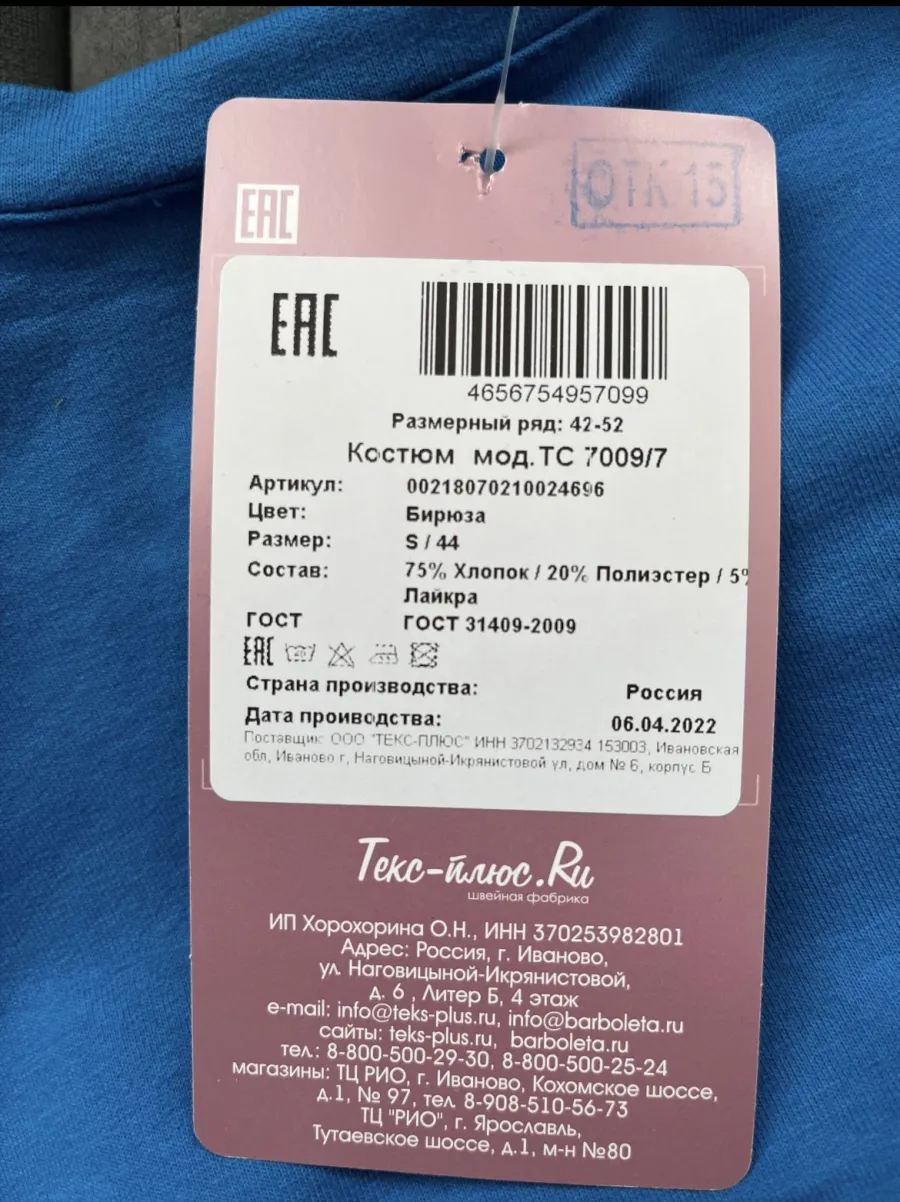 ОТК 13
ЕАС
ЕАС
4656754957099
Размерный ряд: 42-52
Костюм мод.ТС 7009/7
Артикул: 00218070210024696
Цвет: Бирюза
Размер: S / 44
Состав: 75% Хлопок / 20% Полиэстер / 5%
Лайкра
ГОСТ ГОСТ 31409-2009
ЕАС
Страна производства: Россия
Дата проивдства: 06.04.2022
Поставщик: ООО "ТЕКС-ПЛЮС" ИНН 3702132934 153003, Ивановская
обл, Иваново г, Наговицыной-Икрянистовой ул, дом № 6, корпус Б
Текс-плюс.Ru
швейная фабрика
ИП Хорохорина О.Н., ИНН 370253982801
Адрес: Россия, г. Иваново,
ул. Наговицыной-Икрянистовой,
д. 6 , Литер Б, 4 этаж
e-mail: info@teks-plus.ru, info@barboleta.ru
сайты: teks-plus.ru, barboleta.ru
тел.: 8-800-500-29-30, 8-800-500-25-24
магазины: ТЦ РИО, г. Иваново, Кохомское шоссе,
д.1, № 97, тел. 8-908-510-56-73
ТЦ "РИО", г. Ярославль,
Тутаевское шоссе, д.1, м-н №80